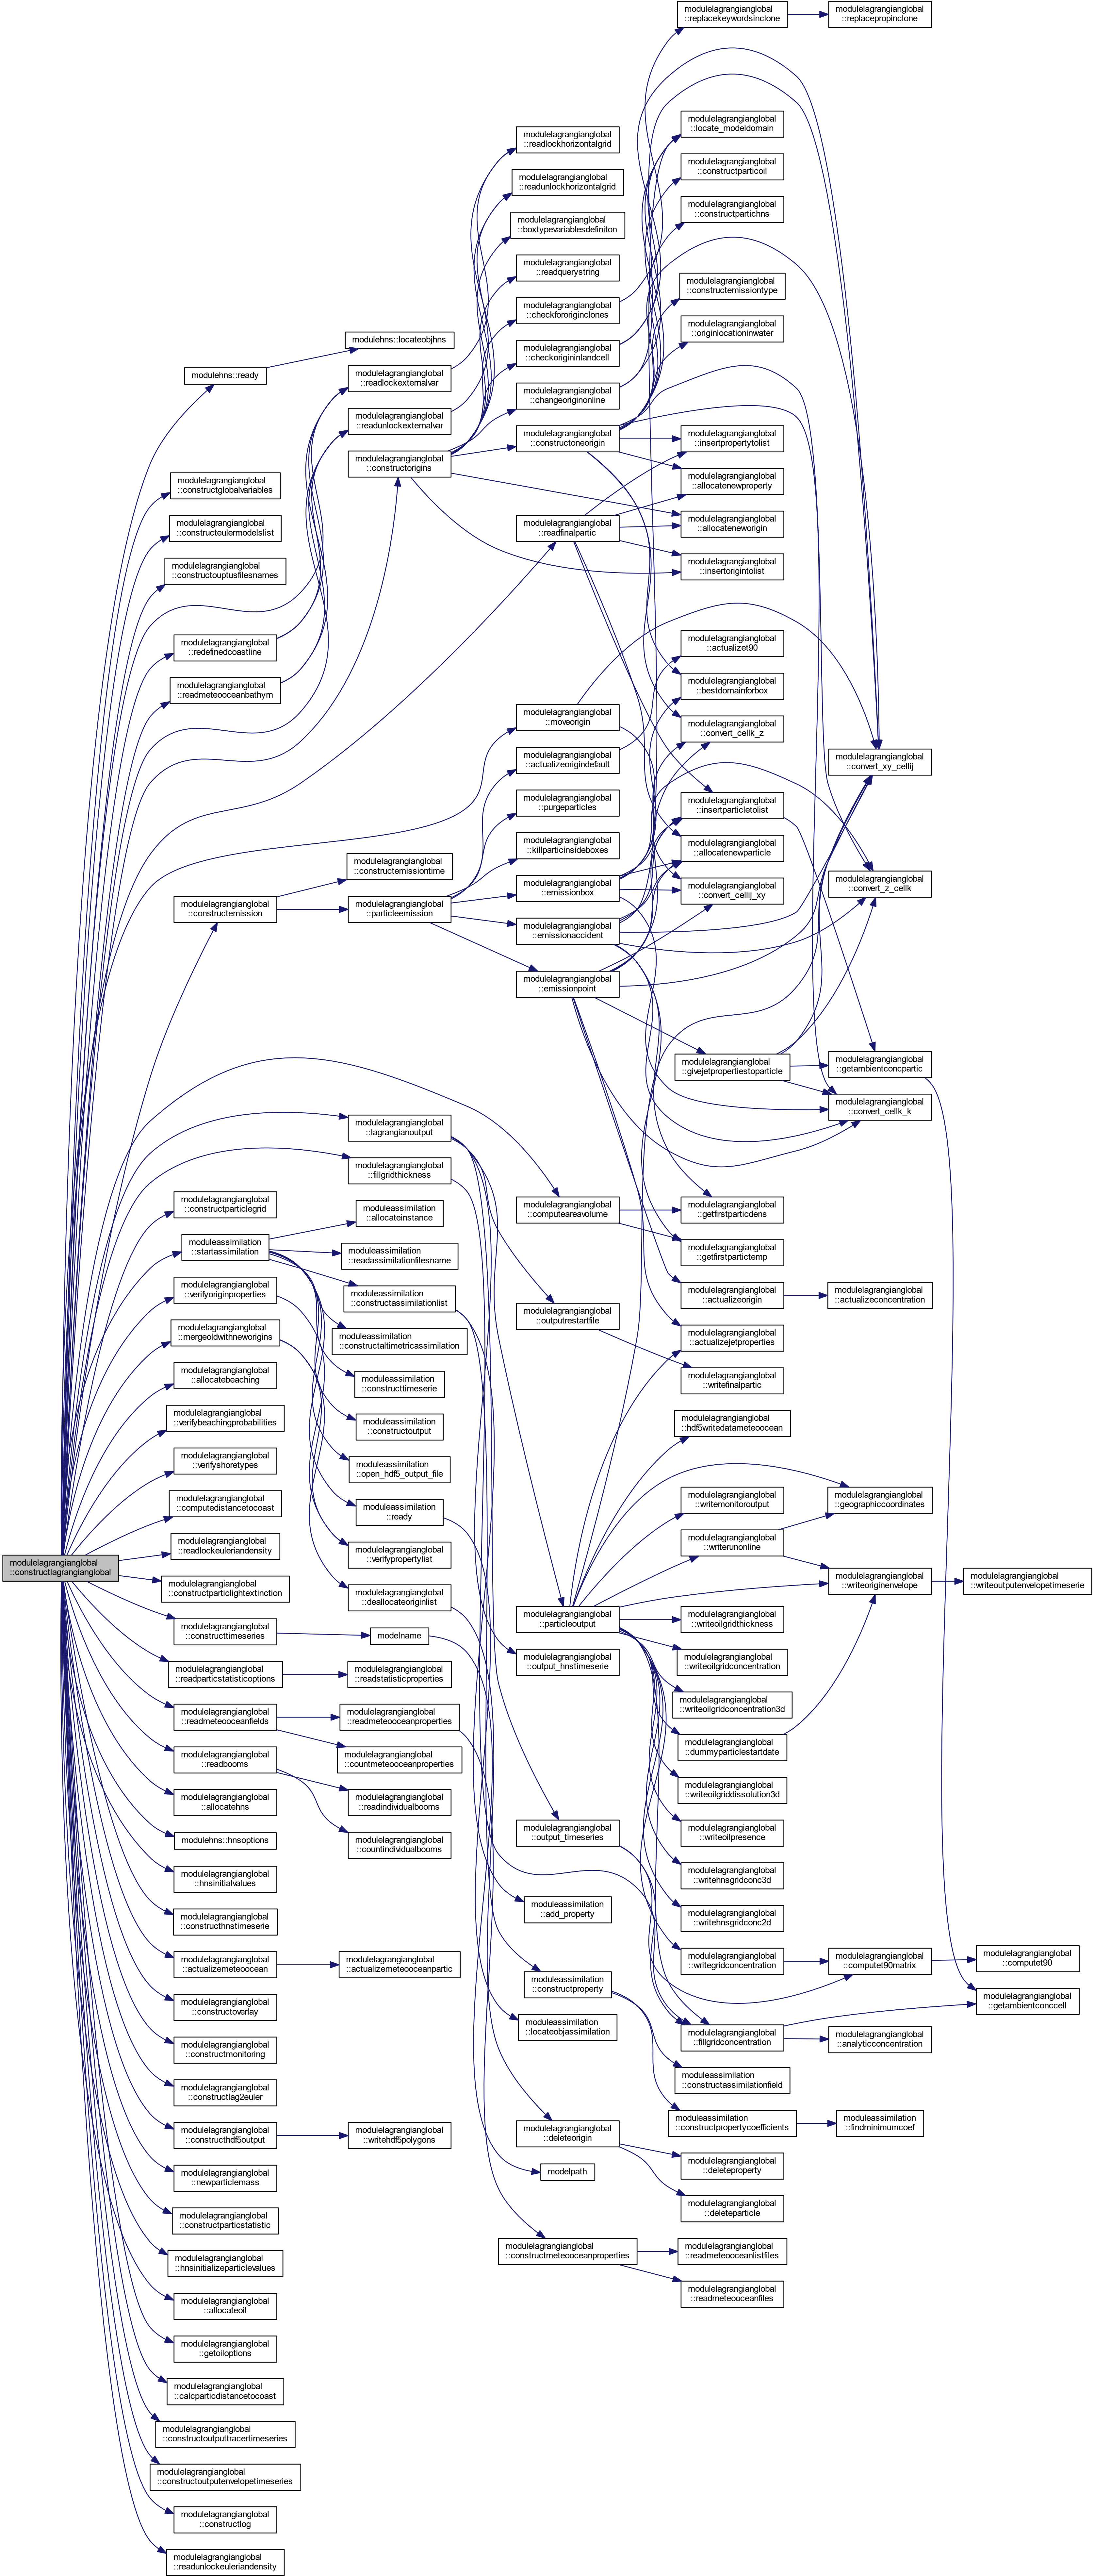 modulelagrangianglobal
::replacekeywordsinclone
modulelagrangianglobal
::replacepropinclone
modulelagrangianglobal
::locate_modeldomain
modulelagrangianglobal
::readlockhorizontalgrid
modulelagrangianglobal
::constructparticoil
modulelagrangianglobal
::readunlockhorizontalgrid
modulelagrangianglobal
::constructpartichns
modulelagrangianglobal
::boxtypevariablesdefiniton
modulelagrangianglobal
::readquerystring
modulelagrangianglobal
::constructemissiontype
modulelagrangianglobal
::checkfororiginclones
modulelagrangianglobal
::originlocationinwater
modulehns::locateobjhns
modulelagrangianglobal
::checkorigininlandcell
modulehns::ready
modulelagrangianglobal
::readlockexternalvar
modulelagrangianglobal
::changeoriginonline
modulelagrangianglobal
::readunlockexternalvar
modulelagrangianglobal
::constructoneorigin
modulelagrangianglobal
::insertpropertytolist
modulelagrangianglobal
::constructorigins
modulelagrangianglobal
::allocatenewproperty
modulelagrangianglobal
::constructglobalvariables
modulelagrangianglobal
::allocateneworigin
modulelagrangianglobal
::constructeulermodelslist
modulelagrangianglobal
::readfinalpartic
modulelagrangianglobal
::insertorigintolist
modulelagrangianglobal
::constructouptusfilesnames
modulelagrangianglobal
::redefinedcoastline
modulelagrangianglobal
::actualizet90
modulelagrangianglobal
::readmeteooceanbathym
modulelagrangianglobal
::bestdomainforbox
modulelagrangianglobal
::moveorigin
modulelagrangianglobal
::convert_cellk_z
modulelagrangianglobal
::convert_xy_cellij
modulelagrangianglobal
::actualizeorigindefault
modulelagrangianglobal
::purgeparticles
modulelagrangianglobal
::insertparticletolist
modulelagrangianglobal
::killparticinsideboxes
modulelagrangianglobal
::allocatenewparticle
modulelagrangianglobal
::constructemissiontime
modulelagrangianglobal
::emissionbox
modulelagrangianglobal
::convert_cellij_xy
modulelagrangianglobal
::convert_z_cellk
modulelagrangianglobal
::constructemission
modulelagrangianglobal
::particleemission
modulelagrangianglobal
::emissionaccident
modulelagrangianglobal
::emissionpoint
modulelagrangianglobal
::givejetpropertiestoparticle
modulelagrangianglobal
::getambientconcpartic
modulelagrangianglobal
::convert_cellk_k
modulelagrangianglobal
::lagrangianoutput
modulelagrangianglobal
::fillgridthickness
modulelagrangianglobal
::constructparticlegrid
moduleassimilation
::allocateinstance
modulelagrangianglobal
::computeareavolume
modulelagrangianglobal
::getfirstparticdens
moduleassimilation
::startassimilation
moduleassimilation
::readassimilationfilesname
modulelagrangianglobal
::getfirstpartictemp
modulelagrangianglobal
::verifyoriginproperties
moduleassimilation
::constructassimilationlist
modulelagrangianglobal
::actualizeorigin
modulelagrangianglobal
::actualizeconcentration
modulelagrangianglobal
::mergeoldwithneworigins
moduleassimilation
::constructaltimetricassimilation
modulelagrangianglobal
::outputrestartfile
modulelagrangianglobal
::actualizejetproperties
modulelagrangianglobal
::allocatebeaching
moduleassimilation
::constructtimeserie
modulelagrangianglobal
::writefinalpartic
modulelagrangianglobal
::verifybeachingprobabilities
moduleassimilation
::constructoutput
modulelagrangianglobal
::hdf5writedatameteoocean
modulelagrangianglobal
::verifyshoretypes
moduleassimilation
::open_hdf5_output_file
modulelagrangianglobal
::computedistancetocoast
moduleassimilation
::ready
modulelagrangianglobal
::writemonitoroutput
modulelagrangianglobal
::geographiccoordinates
modulelagrangianglobal
::readlockeuleriandensity
moduleassimilation
::verifypropertylist
modulelagrangianglobal
::writerunonline
modulelagrangianglobal
::constructlagrangianglobal
modulelagrangianglobal
::constructparticlightextinction
modulelagrangianglobal
::deallocateoriginlist
modulelagrangianglobal
::writeoriginenvelope
modulelagrangianglobal
::writeoutputenvelopetimeserie
modulelagrangianglobal
::constructtimeseries
modelname
modulelagrangianglobal
::particleoutput
modulelagrangianglobal
::writeoilgridthickness
modulelagrangianglobal
::readparticstatisticoptions
modulelagrangianglobal
::readstatisticproperties
modulelagrangianglobal
::output_hnstimeserie
modulelagrangianglobal
::writeoilgridconcentration
modulelagrangianglobal
::readmeteooceanfields
modulelagrangianglobal
::readmeteooceanproperties
modulelagrangianglobal
::writeoilgridconcentration3d
modulelagrangianglobal
::readbooms
modulelagrangianglobal
::countmeteooceanproperties
modulelagrangianglobal
::dummyparticlestartdate
modulelagrangianglobal
::allocatehns
modulelagrangianglobal
::readindividualbooms
modulelagrangianglobal
::writeoilgriddissolution3d
modulehns::hnsoptions
modulelagrangianglobal
::countindividualbooms
modulelagrangianglobal
::output_timeseries
modulelagrangianglobal
::writeoilpresence
modulelagrangianglobal
::hnsinitialvalues
modulelagrangianglobal
::writehnsgridconc3d
modulelagrangianglobal
::constructhnstimeserie
moduleassimilation
::add_property
modulelagrangianglobal
::writehnsgridconc2d
modulelagrangianglobal
::actualizemeteoocean
modulelagrangianglobal
::actualizemeteooceanpartic
modulelagrangianglobal
::writegridconcentration
modulelagrangianglobal
::computet90matrix
modulelagrangianglobal
::computet90
modulelagrangianglobal
::constructoverlay
moduleassimilation
::constructproperty
modulelagrangianglobal
::getambientconccell
modulelagrangianglobal
::constructmonitoring
moduleassimilation
::locateobjassimilation
modulelagrangianglobal
::fillgridconcentration
modulelagrangianglobal
::analyticconcentration
modulelagrangianglobal
::constructlag2euler
moduleassimilation
::constructassimilationfield
modulelagrangianglobal
::constructhdf5output
modulelagrangianglobal
::writehdf5polygons
modulelagrangianglobal
::deleteorigin
moduleassimilation
::constructpropertycoefficients
moduleassimilation
::findminimumcoef
modulelagrangianglobal
::newparticlemass
modelpath
modulelagrangianglobal
::deleteproperty
modulelagrangianglobal
::constructparticstatistic
modulelagrangianglobal
::deleteparticle
modulelagrangianglobal
::hnsinitializeparticlevalues
modulelagrangianglobal
::constructmeteooceanproperties
modulelagrangianglobal
::readmeteooceanlistfiles
modulelagrangianglobal
::allocateoil
modulelagrangianglobal
::readmeteooceanfiles
modulelagrangianglobal
::getoiloptions
modulelagrangianglobal
::calcparticdistancetocoast
modulelagrangianglobal
::constructoutputtracertimeseries
modulelagrangianglobal
::constructoutputenvelopetimeseries
modulelagrangianglobal
::constructlog
modulelagrangianglobal
::readunlockeuleriandensity